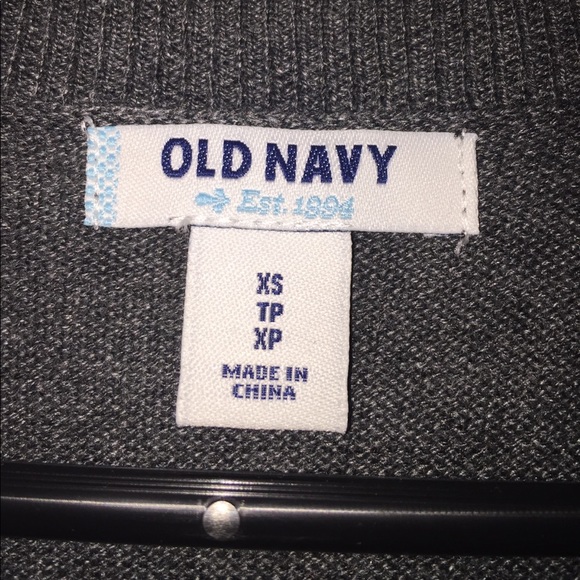 OLD NAVY
Est. 1994
XS
TP
XP
MADE IN
CHINA